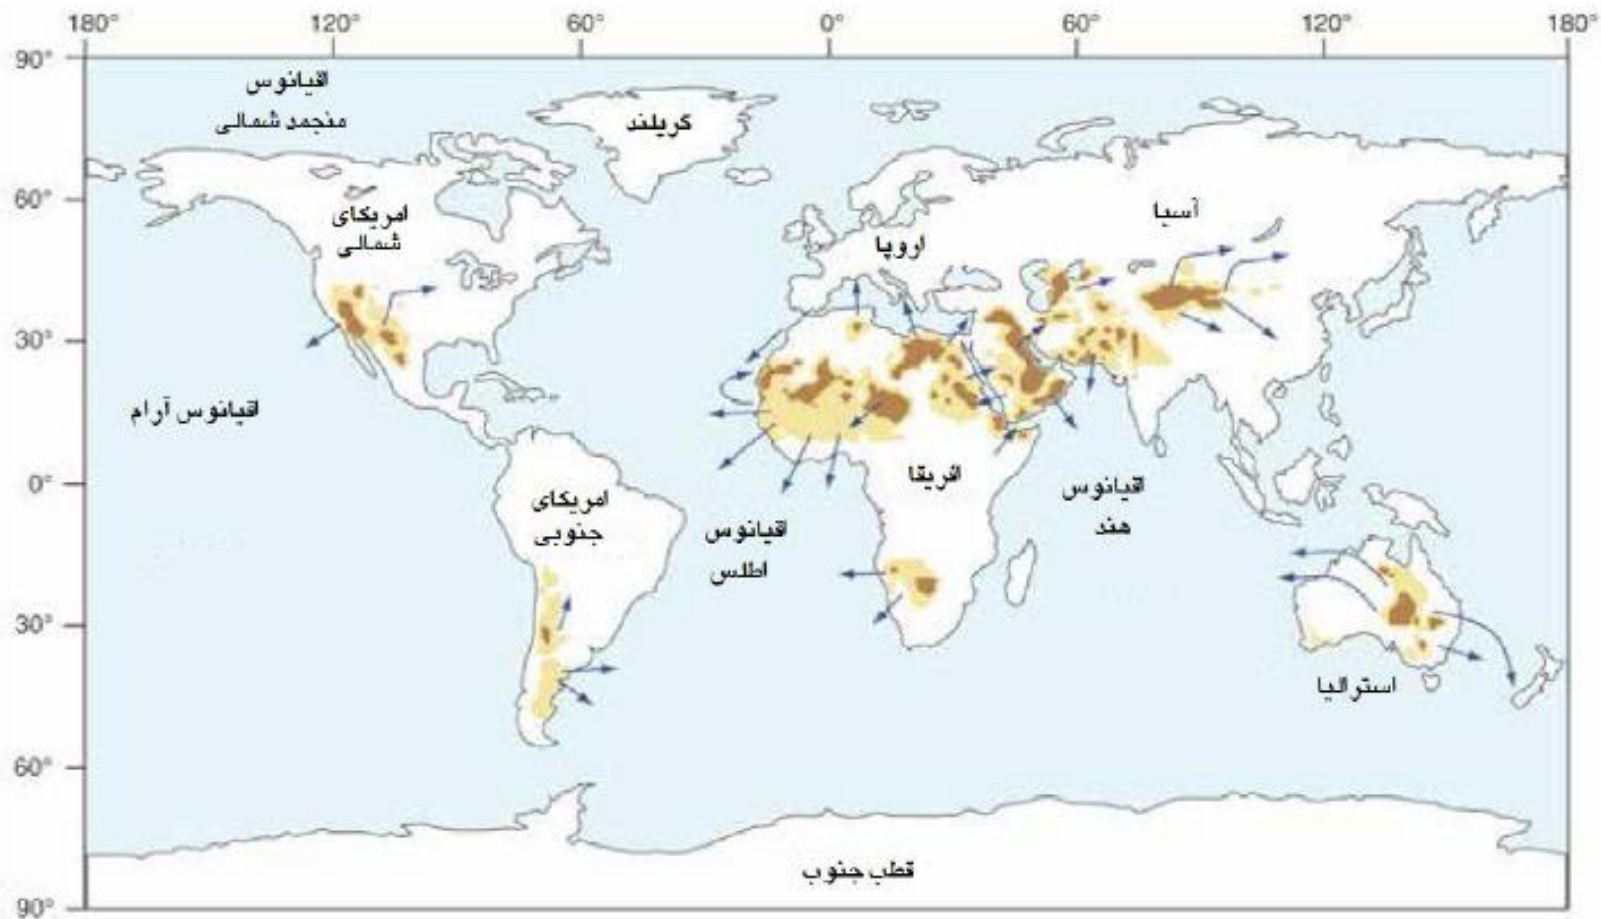 180° 120° 60° 0° 60° 120° 180°
90°
60°
30°
0°
30°
60°
90°
اقیانوس
منجمد شمالی
گریلند
امریکای
شمالی
آسیا
اروپا
اقیانوس آرام
افریقا
امریکای
جنوبی
اقیانوس
اطلس
اقیانوس
هند
استرالیا
قطب جنوب